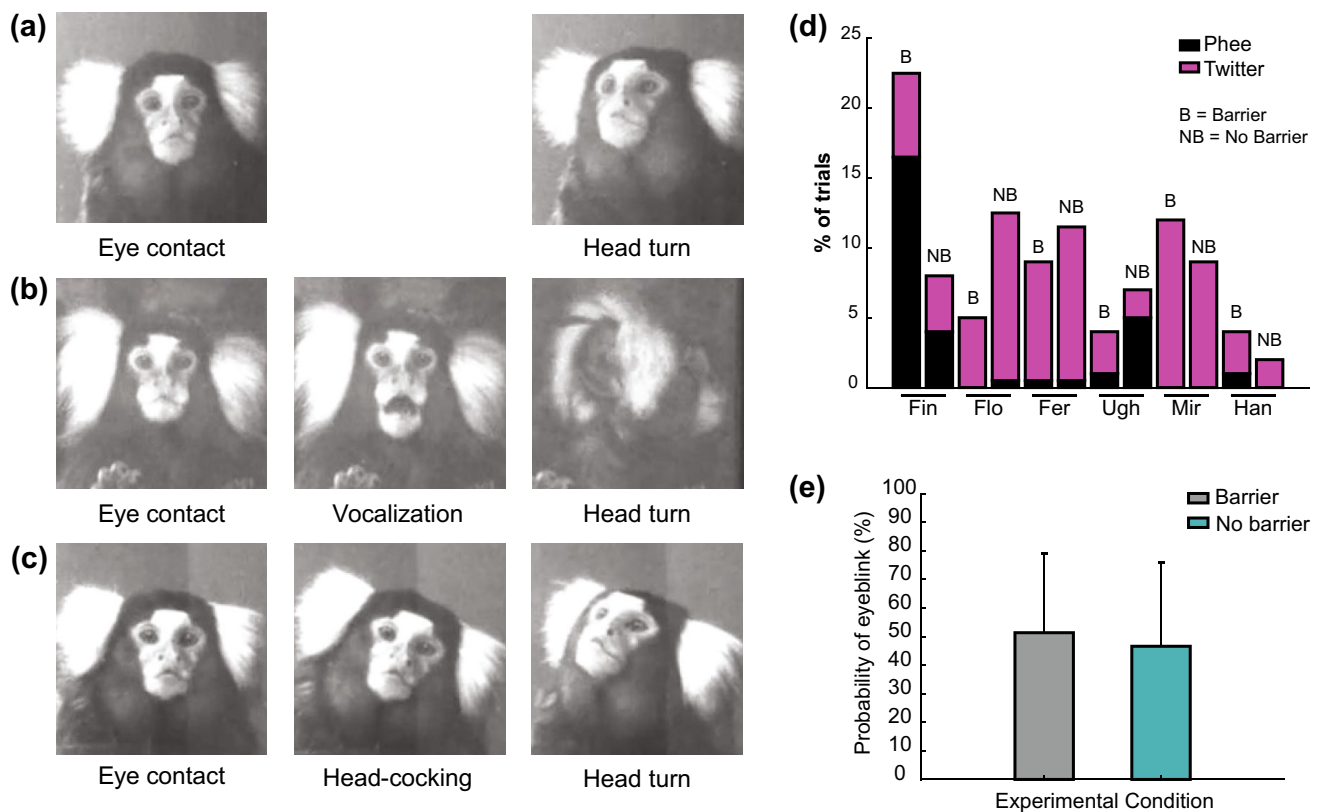 (a)
Eye contact
Head turn
(b)
Eye contact
Vocalization
Head turn
(c)
Eye contact
Head-cocking
Head turn
(d)
Phee
Twitter
B = Barrier
NB = No Barrier
% of trials
25
20
15
10
5
0
B
NB
B
NB
B
NB
B
NB
B
NB
B
NB
Fin
Flo
Fer
Ugh
Mir
Han
(e)
Barrier
No barrier
Probability of eyeblink (%)
100
90
80
70
60
50
40
30
20
10
0
Experimental Condition